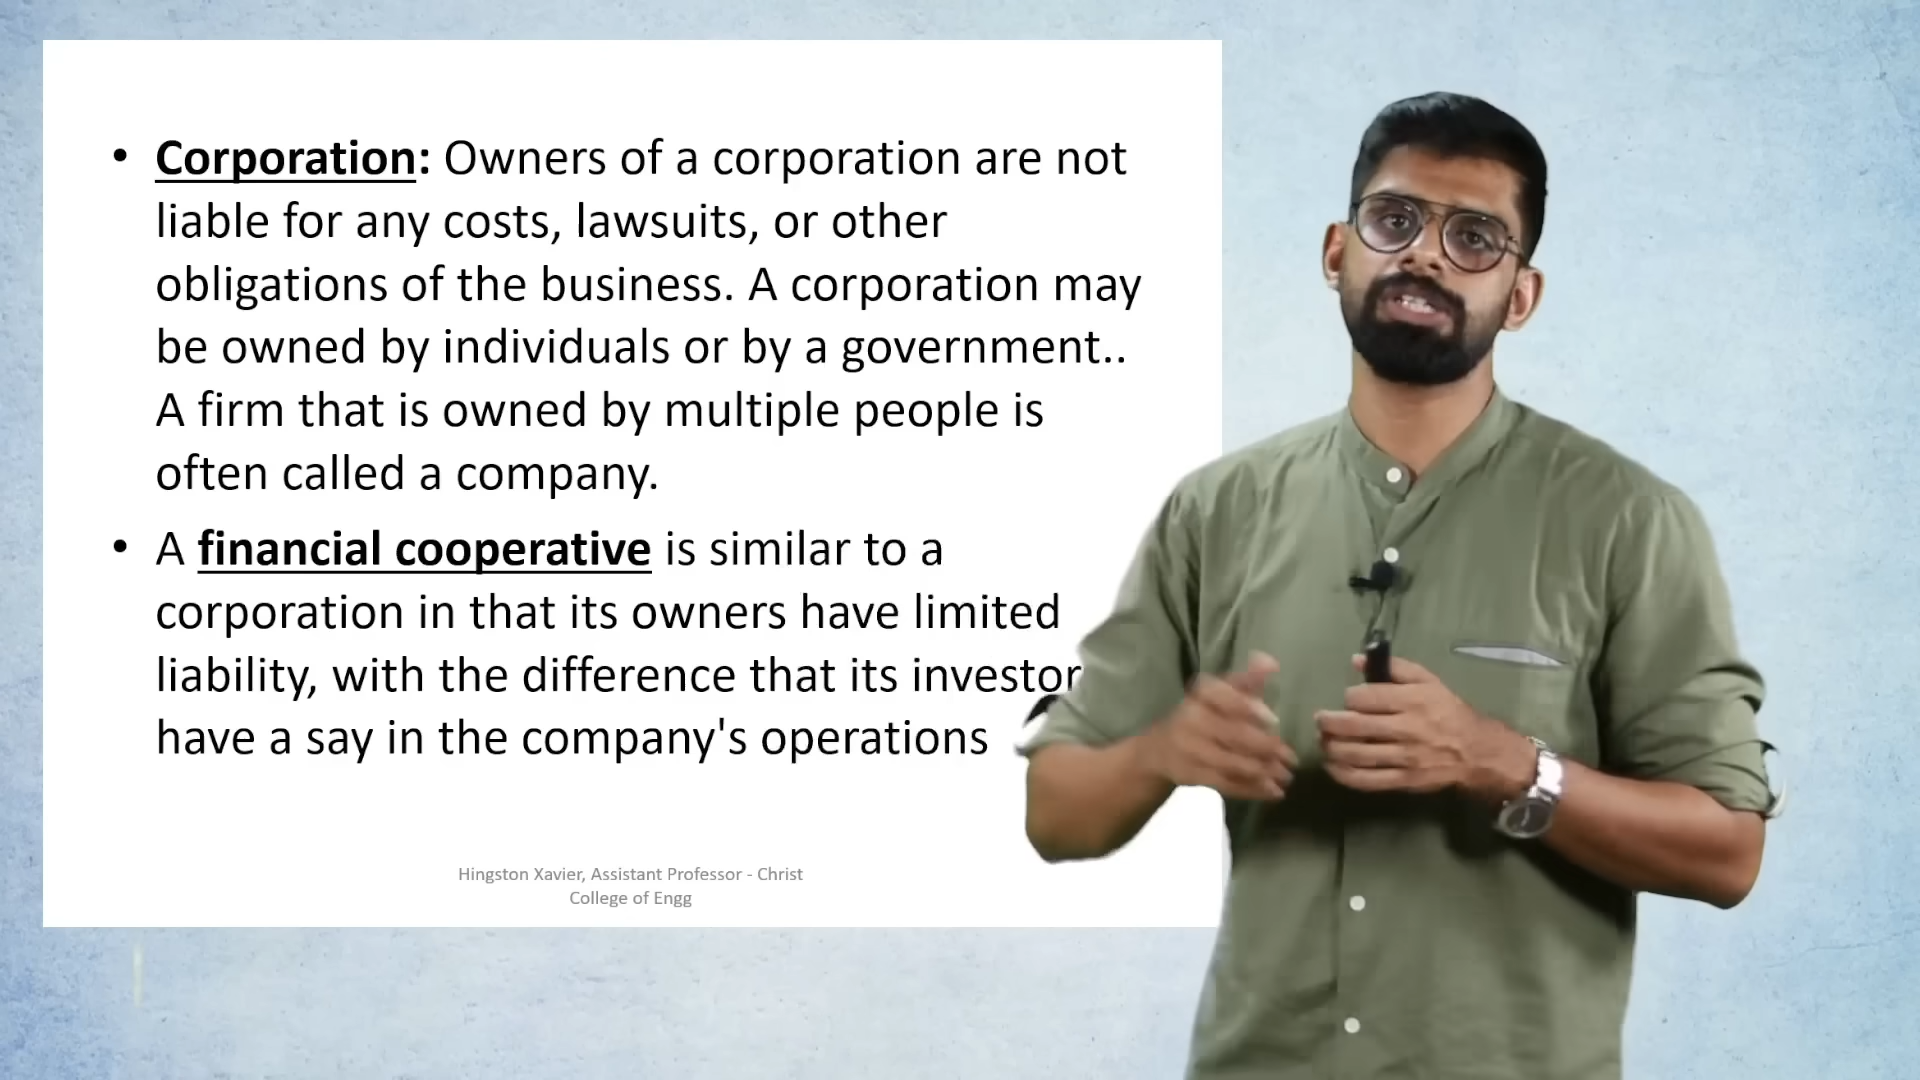 • Corporation: Owners of a corporation are not
liable for any costs, lawsuits, or other
obligations of the business. A corporation may
be owned by individuals or by a government..
A firm that is owned by multiple people is
often called a company.
• A financial cooperative is similar to a
corporation in that its owners have limited
liability, with the difference that its investor
have a say in the company's operations
Hingston Xavier, Assistant Professor - Christ
College of Engg